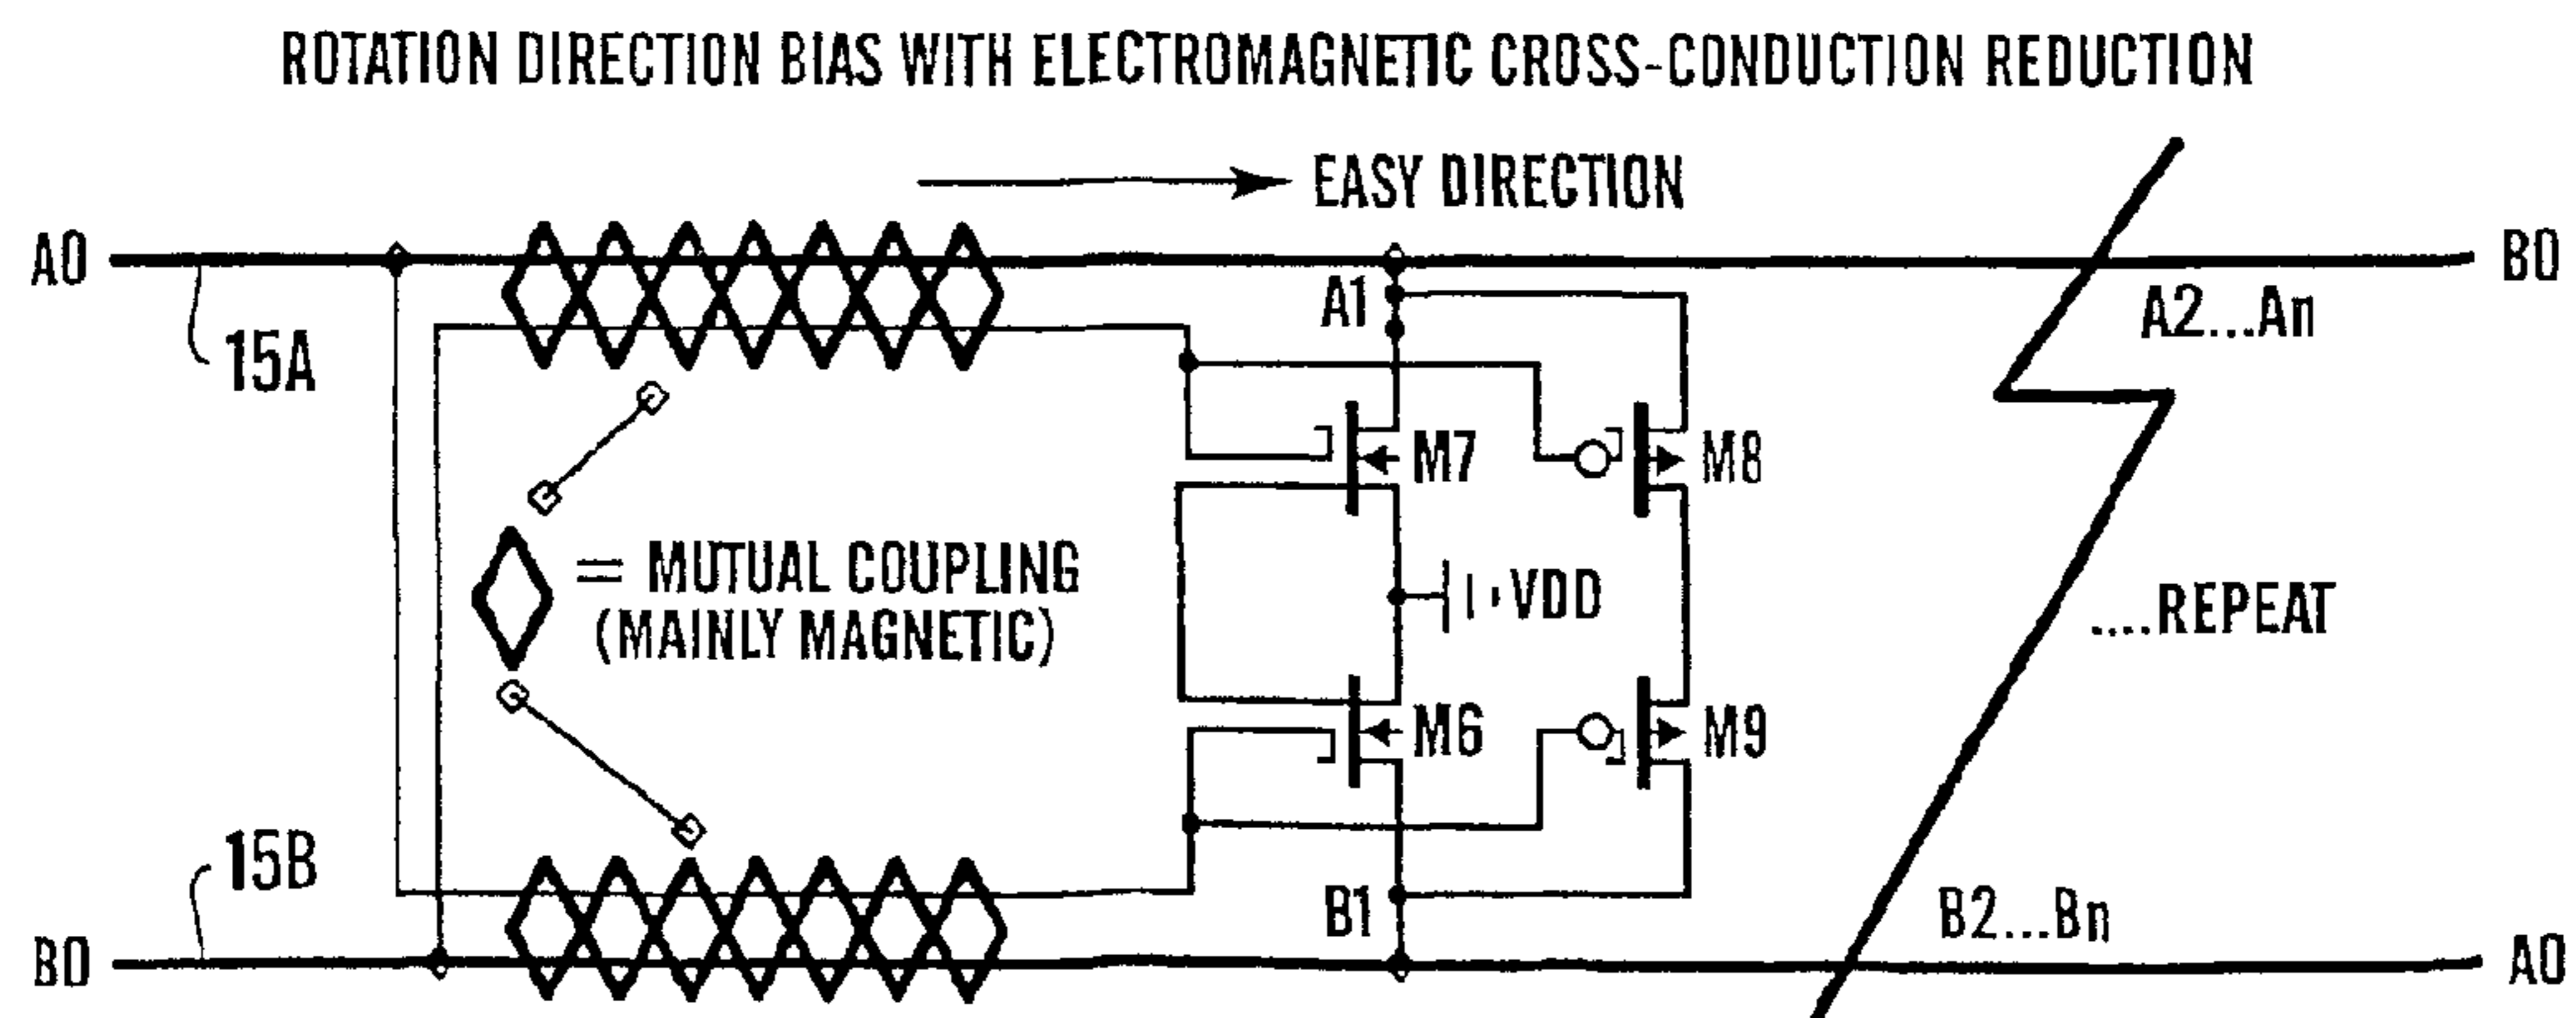 ROTATION DIRECTION BIAS WITH ELECTROMAGNETIC CROSS-CONDUCTION REDUCTION
EASY DIRECTION
A0
B0
15A
A1
A2...An
M7
M8
= MUTUAL COUPLING
(MAINLY MAGNETIC)
VDD
....REPEAT
M6
M9
15B
B1
B2...Bn
B0
A0